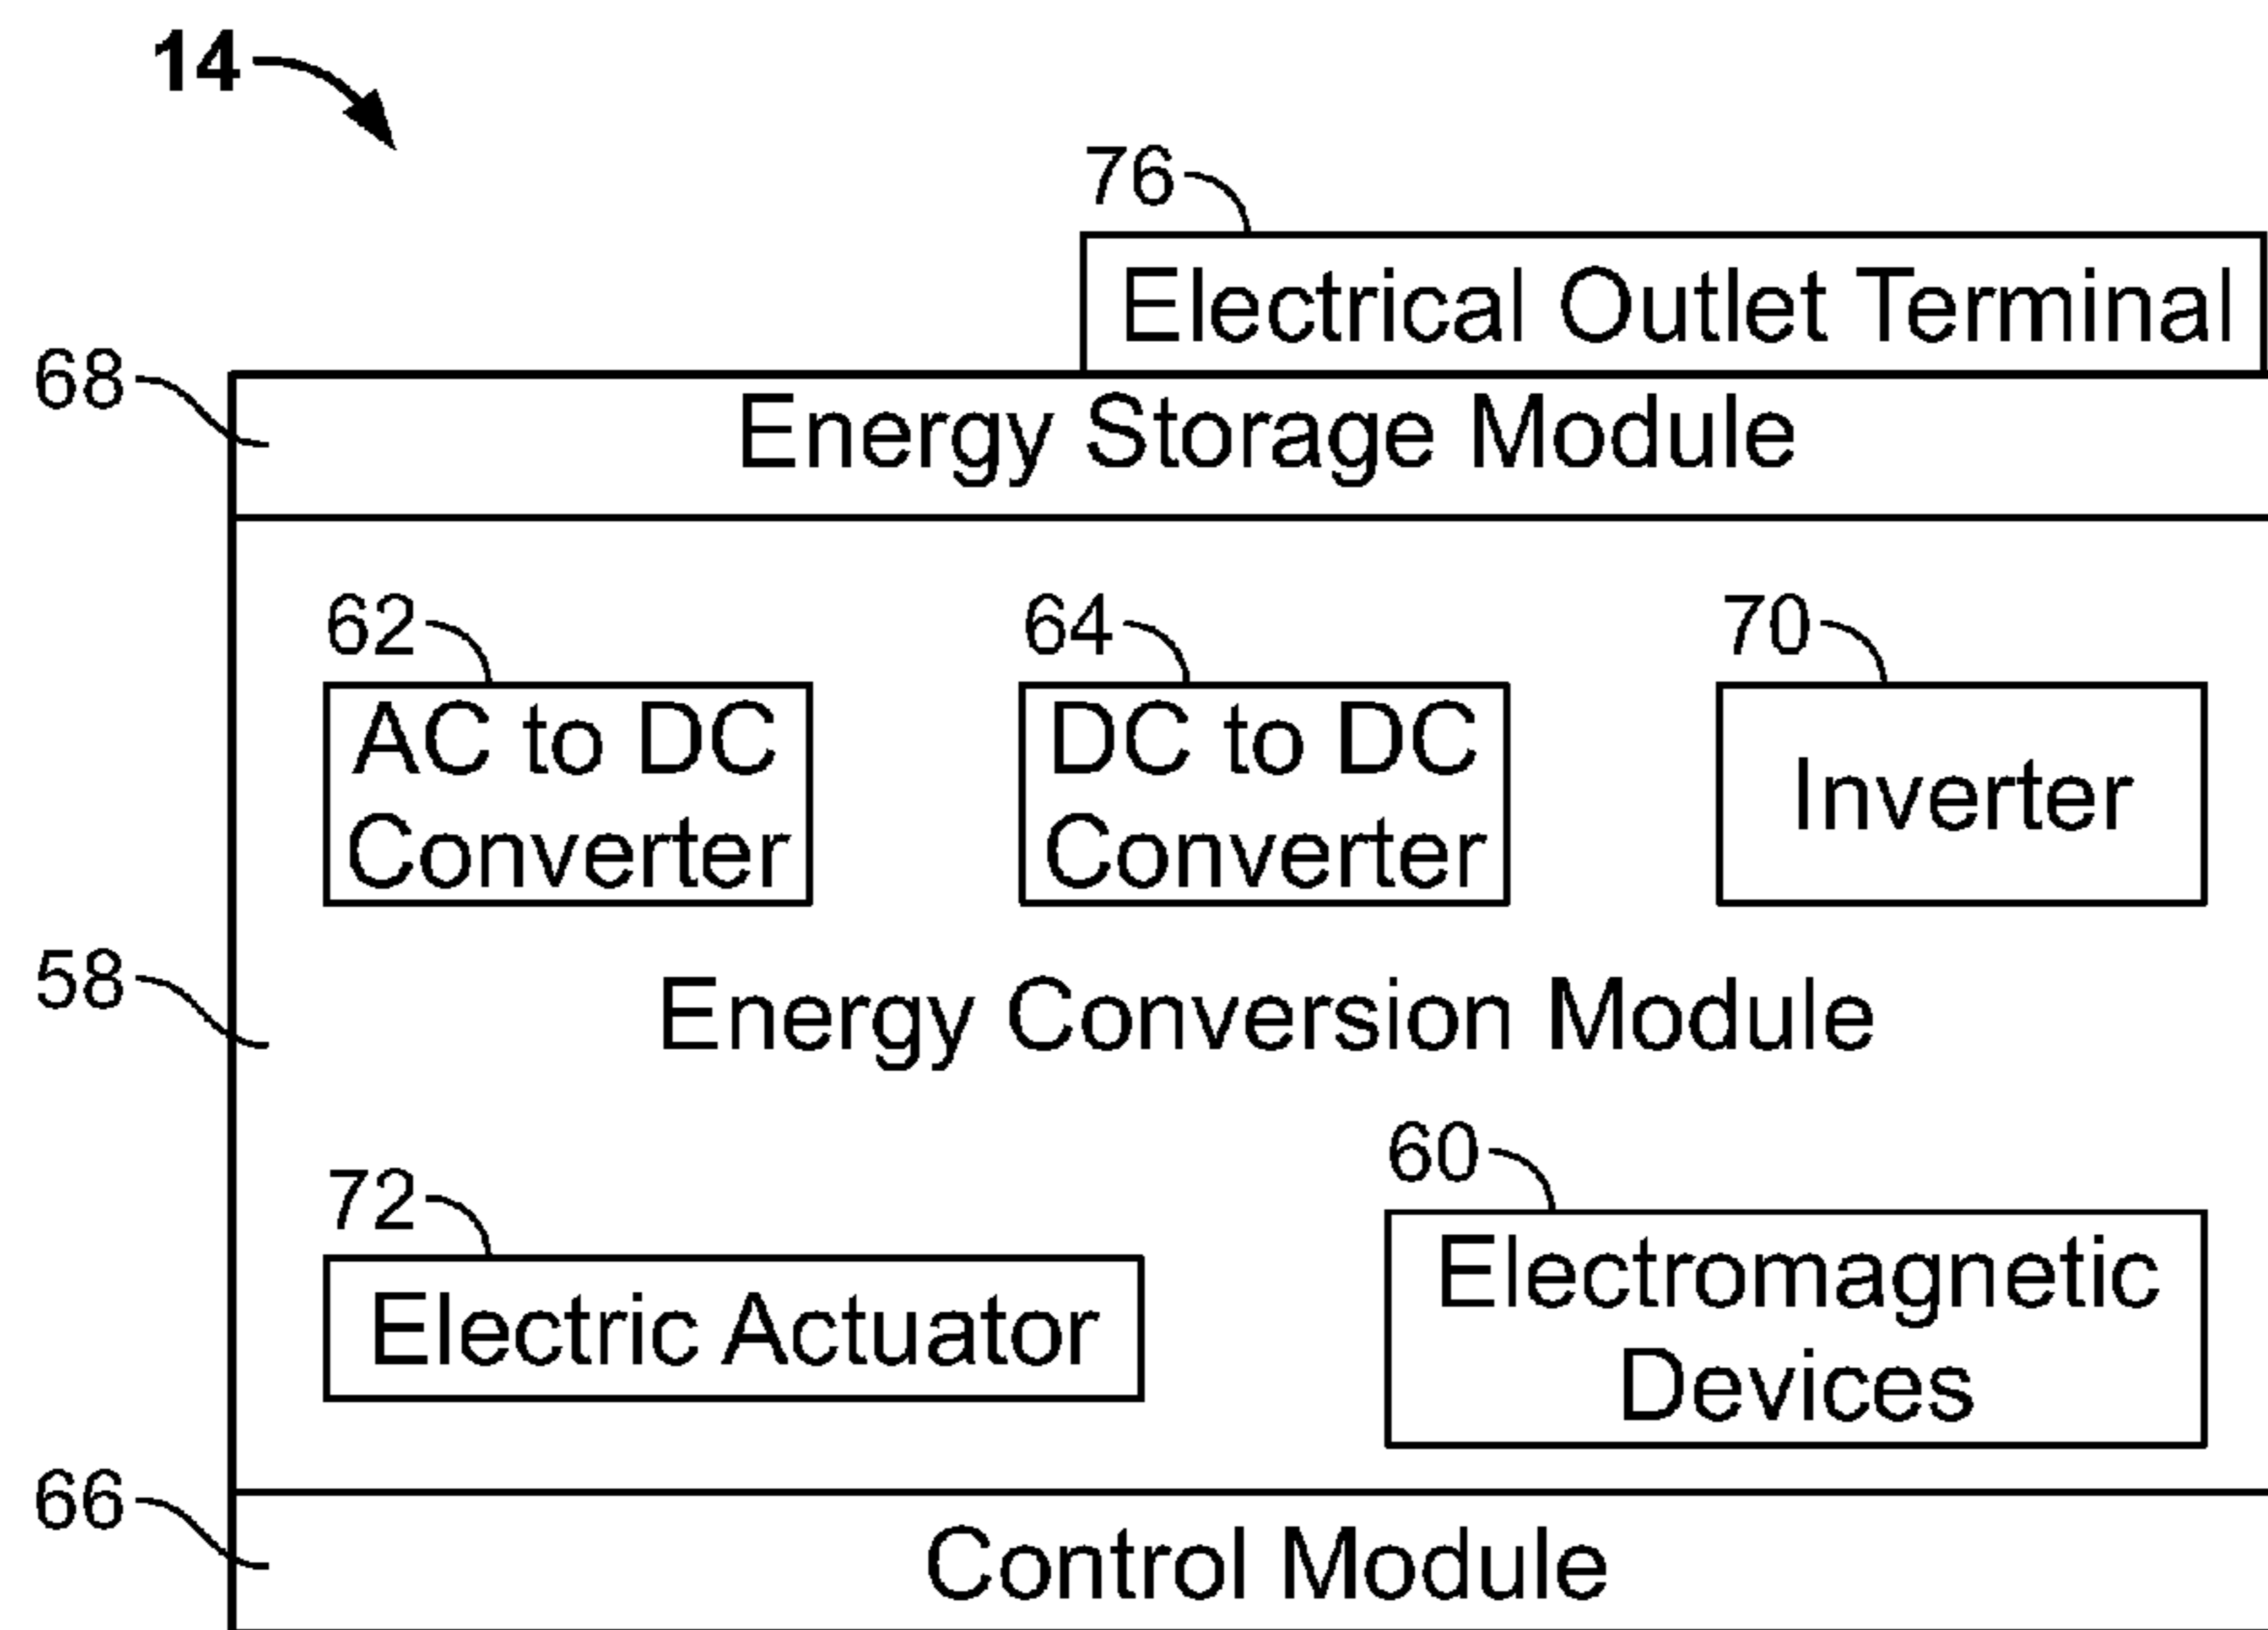 14
76
Electrical Outlet Terminal
68
Energy Storage Module
62
64
70
AC to DC
Converter
DC to DC
Converter
Inverter
58
Energy Conversion Module
72
60
Electric Actuator
Electromagnetic
Devices
66
Control Module